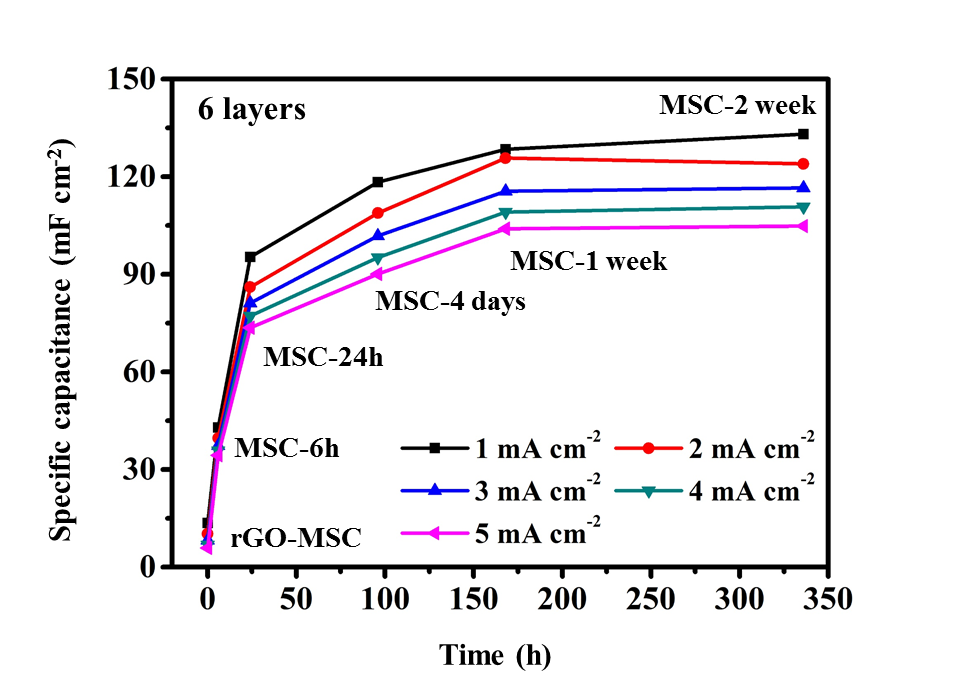 6 layers
MSC-2 week
MSC-1 week
MSC-4 days
MSC-24h
MSC-6h
rGO-MSC
1 mA cm⁻²
2 mA cm⁻²
3 mA cm⁻²
4 mA cm⁻²
5 mA cm⁻²
Specific capacitance (mF cm⁻²)
150
120
90
60
30
0
0 50 100 150 200 250 300 350
Time (h)